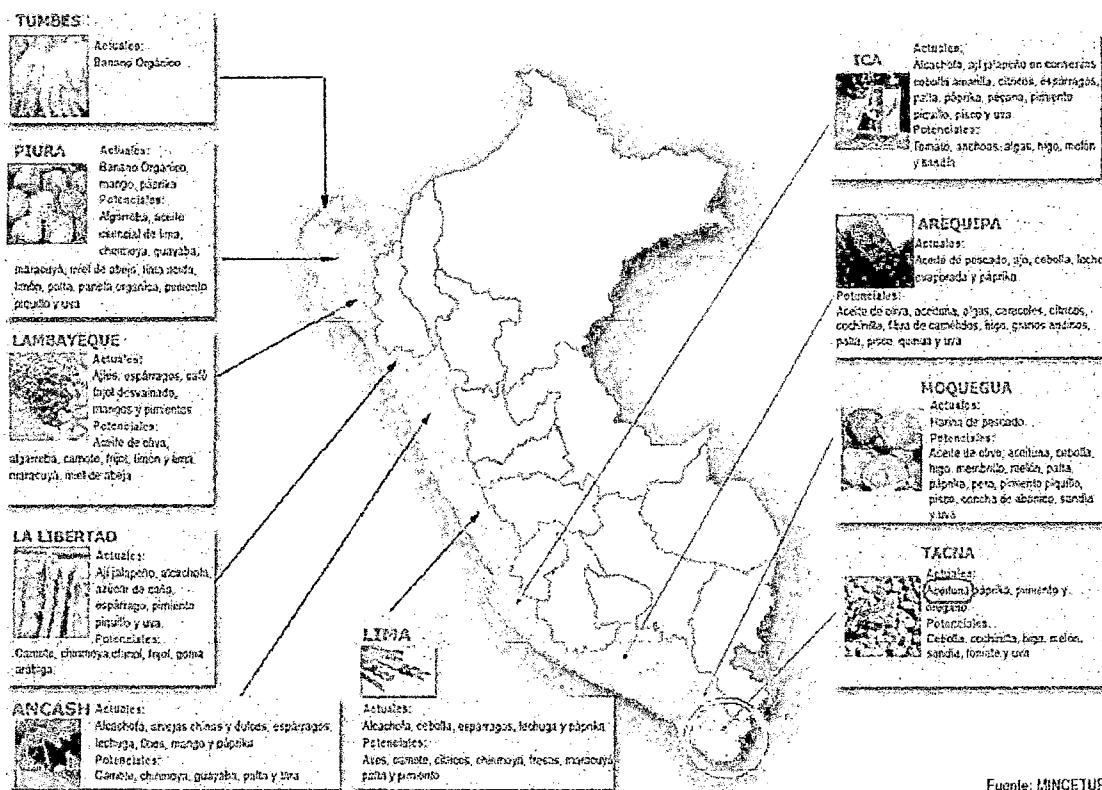 TUMBES
Actuales:
Banano Orgánico
PIURA
Actuales:
Banano Orgánico,
mango, páprika
Potenciales:
Algarroba, aceite
esencial de lima,
chirimoya, guayaba,
maracuyá, miel de abeja, lima ácida,
limón, palta, panela orgánica, pimiento
piquillo y uva
LAMBAYEQUE
Actuales:
Ajíes, espárragos, café
frijol desvainado,
mangos y pimientos
Potenciales:
Aceite de oliva,
algarroba, camote, frijol, limón y lima,
maracuyá, miel de abeja
LA LIBERTAD
Actuales:
Ají jalapeño, alcachofa,
azúcar de caña,
espárrago, pimiento
piquillo y uva
Potenciales:
Camote, chirimoya, frijol, goma
ANCASH
Actuales:
Alcachofa, arvejas chinas y dulces, espárragos,
lechuga, flores, mango y páprika
Potenciales:
Camote, chirimoya, guayaba, palta y tara
LIMA
Actuales:
Alcachofa, cebolla, espárragos, lechuga y páprika
Potenciales:
camote, cítricos, chirimoya, fresas, maracuyá
palta y pimiento
ICA
Actuales:
Alcachofa, ají jalapeño en conservas
cebolla amarilla, cítricos, espárragos,
palta, páprika, pecana, pimiento
piquillo, pisco y uva
Potenciales:
Tomate, anchoas, algas, higo, melón
y sandía
AREQUIPA
Actuales:
Aceite de pescado, ajo, cebolla, leche
evaporada y páprika
Potenciales:
Aceite de oliva, aceituna, algas, caracoles, cítricos,
cochinilla, fibra de camélidos, higo, granos andinos,
palta, pisco, quinua y uva
MOQUEGUA
Actuales:
Harina de pescado
Potenciales:
Aceite de oliva, aceituna, cebolla,
higo, membrillo, melón, palta,
páprika, pera, pimiento piquillo,
pisco, concha de abanico, sandía
y uva
TACNA
Actuales:
Aceituna páprika, pimiento y
orégano
Potenciales
Cebolla, cochinilla, higo, melón,
sandía, tomate y uva
Fuente: MINCETUR